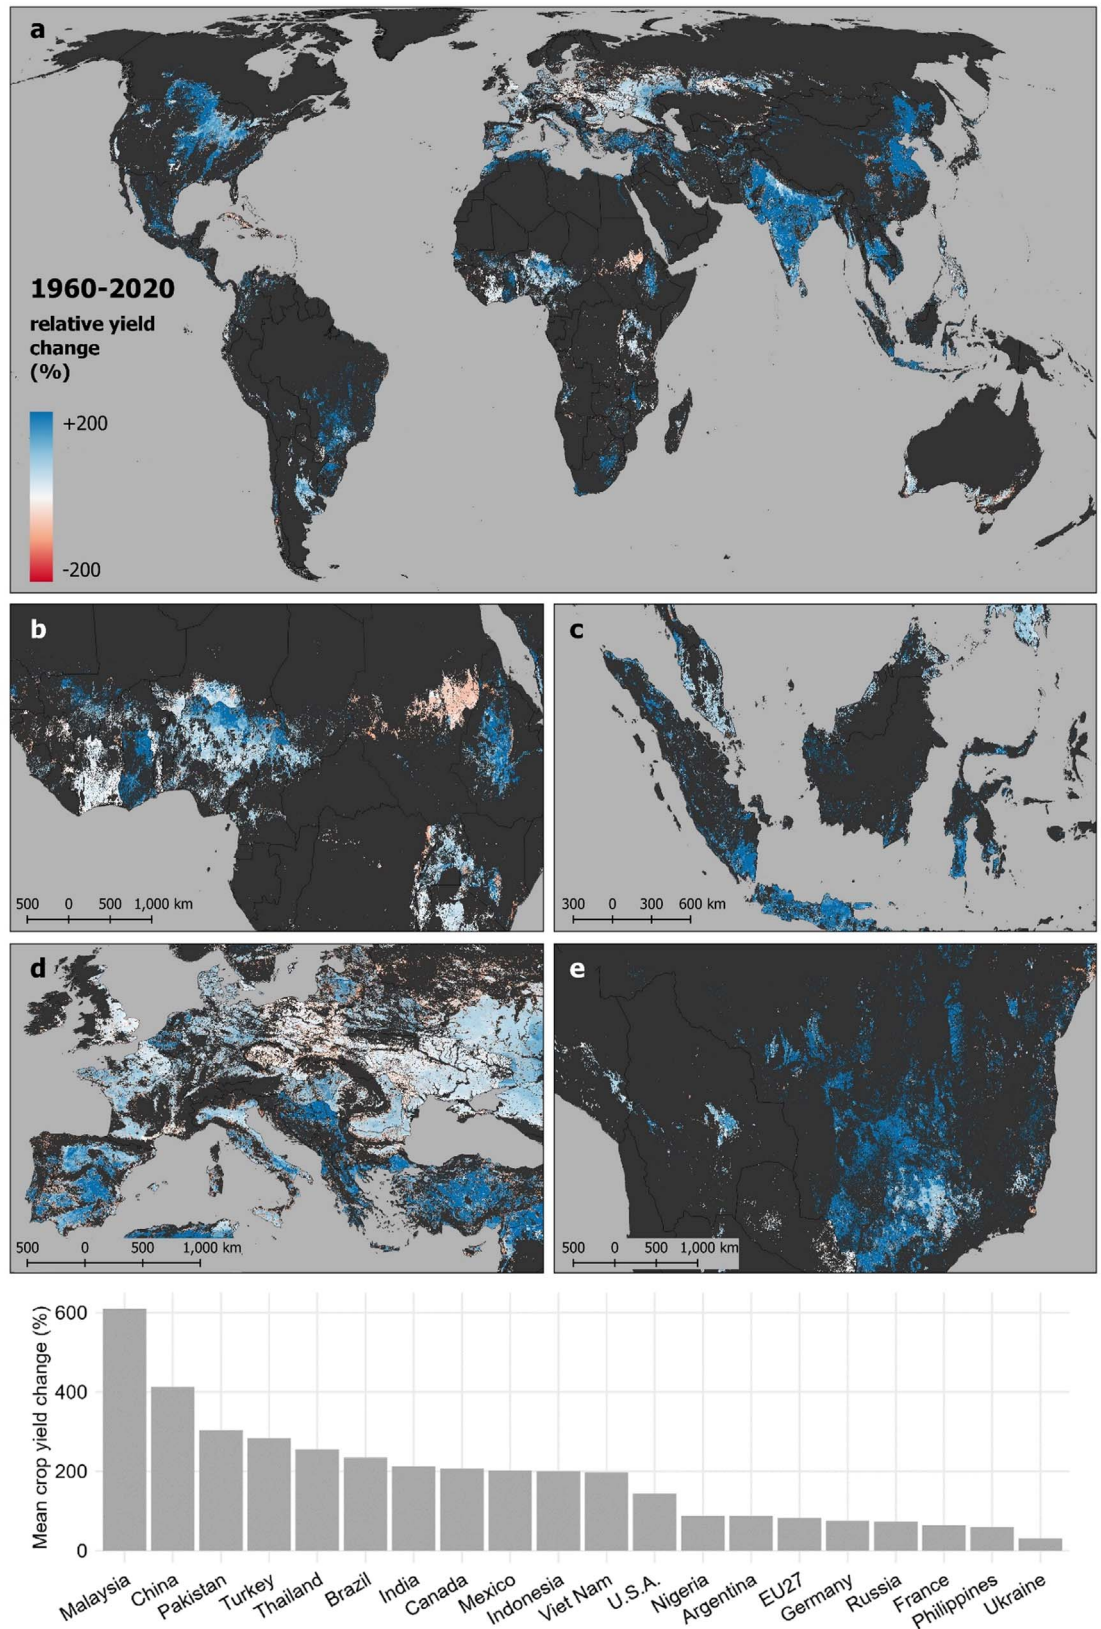 a
1960-2020
relative yield
change
(%)
+200
-200
b
500 0 500 1,000 km
c
300 0 300 600 km
d
500 0 500 1,000 km
e
500 0 500 1,000 km
Mean crop yield change (%)
600
400
200
0
Malaysia China Pakistan Turkey Thailand Brazil India Canada Mexico Indonesia Viet Nam U.S.A. Nigeria Argentina EU27 Germany Russia France Philippines Ukraine